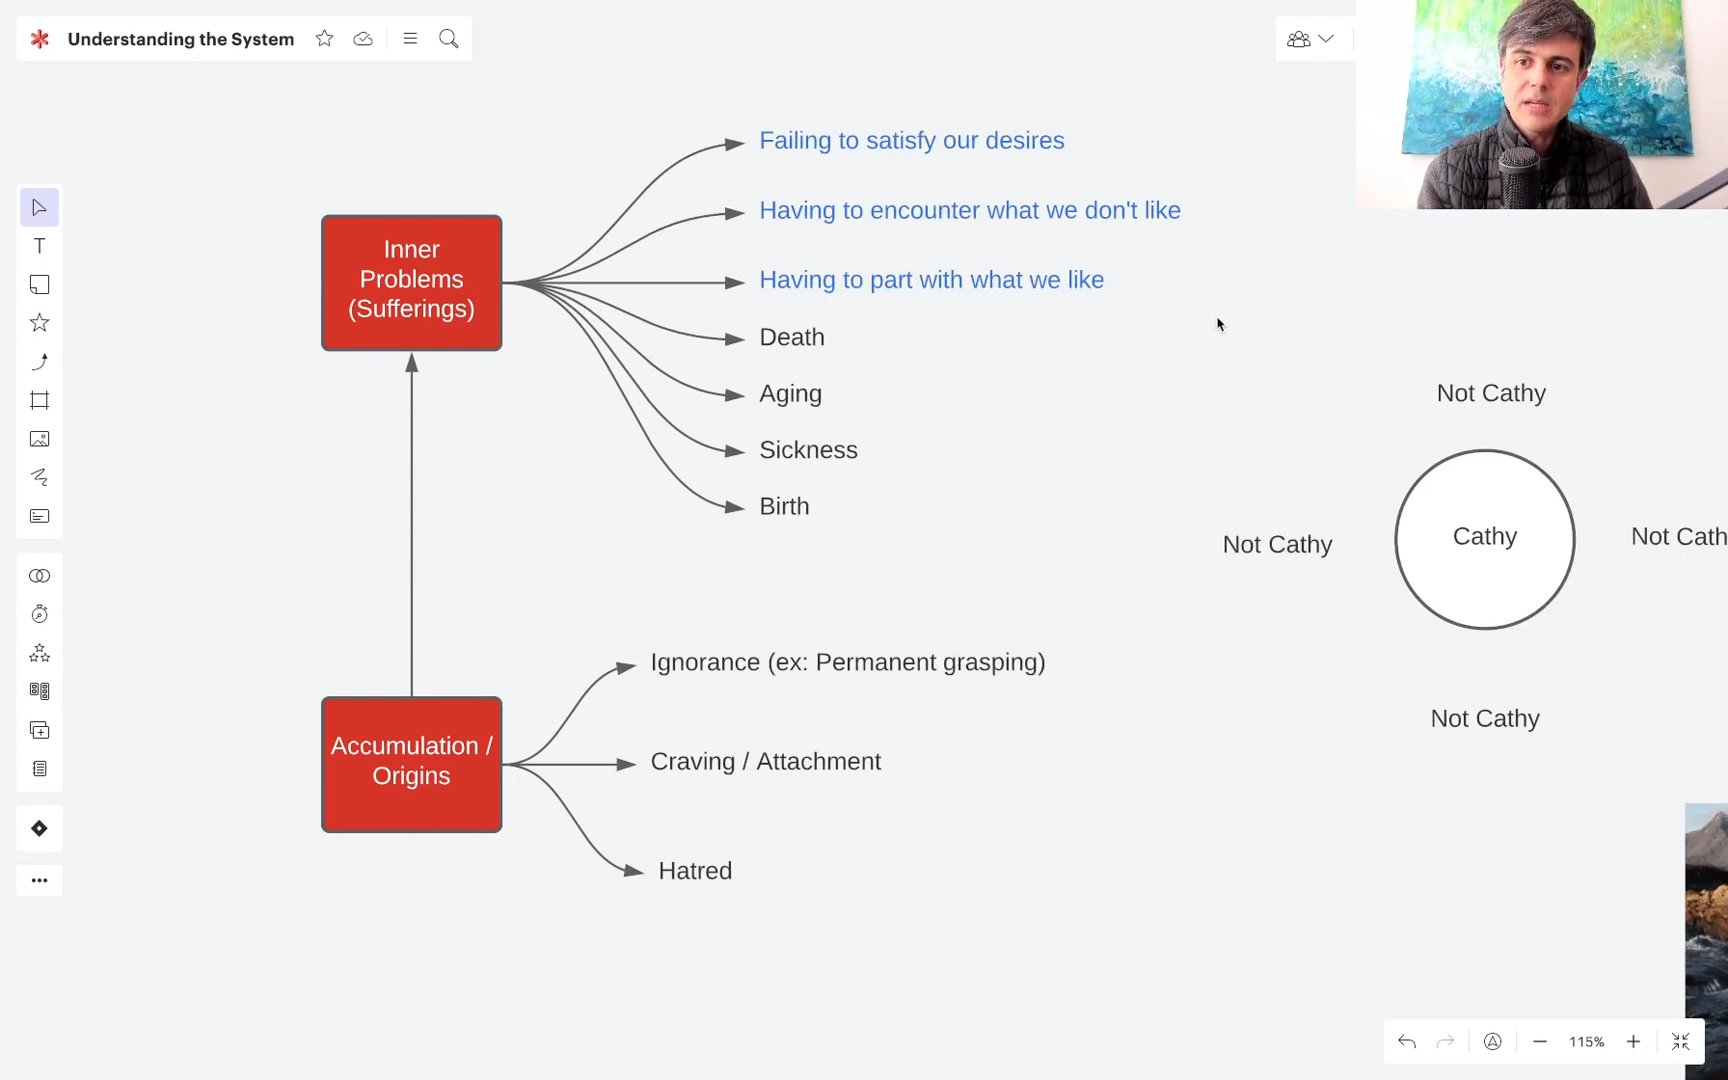 Understanding the System
Failing to satisfy our desires
Having to encounter what we don't like
Inner
Problems
(Sufferings)
Having to part with what we like
Death
Aging
Sickness
Birth
Not Cathy
Not Cathy
Cathy
Not Cath
Not Cathy
Ignorance (ex: Permanent grasping)
Accumulation /
Origins
Craving / Attachment
Hatred
115%